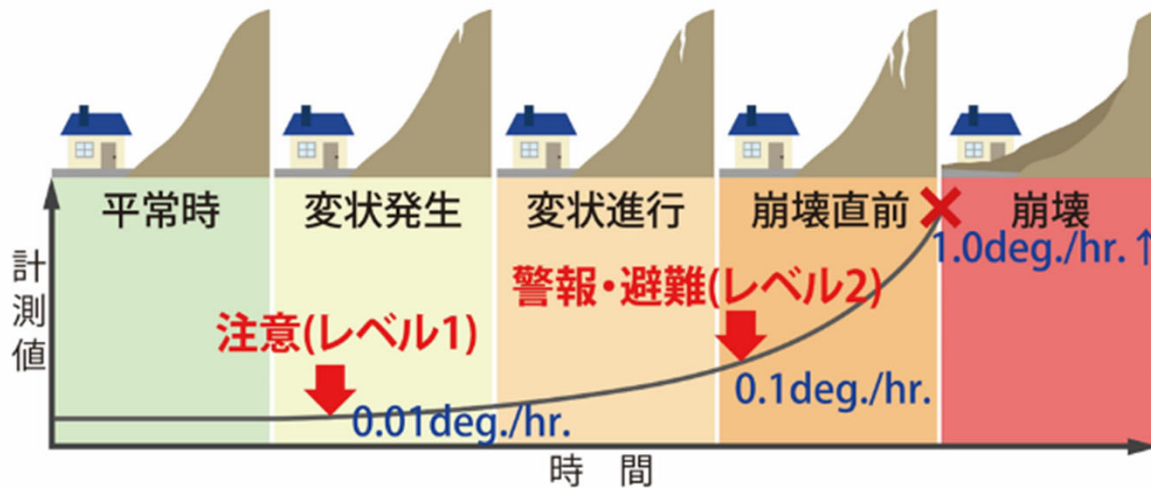 平常時
変状発生
変状進行
崩壊直前
崩壊
1.0deg./hr.↑
警報・避難(レベル2)
注意(レベル1)
0.1deg./hr.
0.01deg./hr.
計測値
時　間